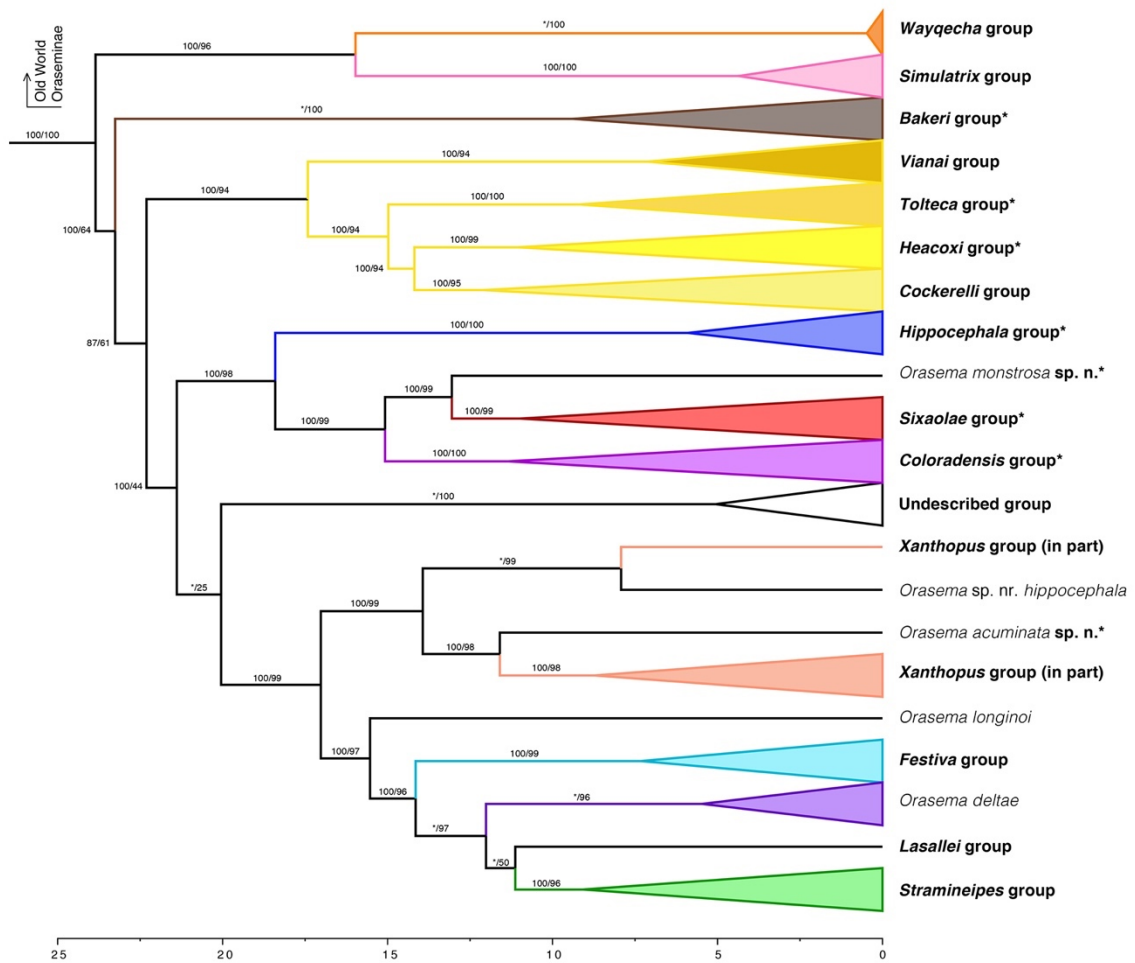 */100
Wayqecha group
100/96
Old World
Oraseminae
100/100
Simulatrix group
*/100
Bakeri group*
100/100
100/94
Vianai group
100/94
100/100
Tolteca group*
100/64
100/94
100/99
Heacoxi group*
100/94
100/95
Cockerelli group
100/100
Hippocephala group*
87/61
100/98
Orasema monstrosa sp. n.*
100/99
100/99
Sixaolae group*
100/99
100/100
Coloradensis group*
100/44
*/100
Undescribed group
Xanthopus group (in part)
*/99
*/25
Orasema sp. nr. hippocephala
100/99
Orasema acuminata sp. n.*
100/98
100/98
Xanthopus group (in part)
100/99
Orasema longinoi
100/97
100/99
Festiva group
100/96
*/96
Orasema deltae
*/97
Lasallei group
*/50
100/96
Stramineipes group
25 20 15 10 5 0